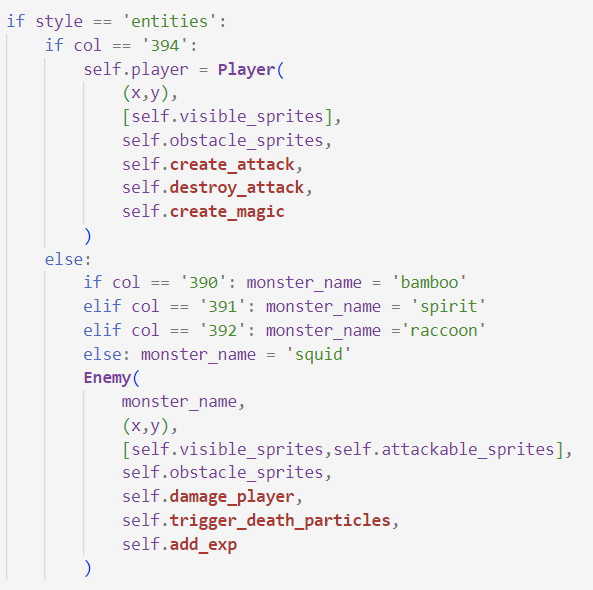 if style == 'entities':
    if col == '394':
        self.player = Player(
            (x,y),
            [self.visible_sprites],
            self.obstacle_sprites,
            self.create_attack,
            self.destroy_attack,
            self.create_magic
        )
    else:
        if col == '390': monster_name = 'bamboo'
        elif col == '391': monster_name = 'spirit'
        elif col == '392': monster_name ='raccoon'
        else: monster_name = 'squid'
        Enemy(
            monster_name,
            (x,y),
            [self.visible_sprites,self.attackable_sprites],
            self.obstacle_sprites,
            self.damage_player,
            self.trigger_death_particles,
            self.add_exp
        )